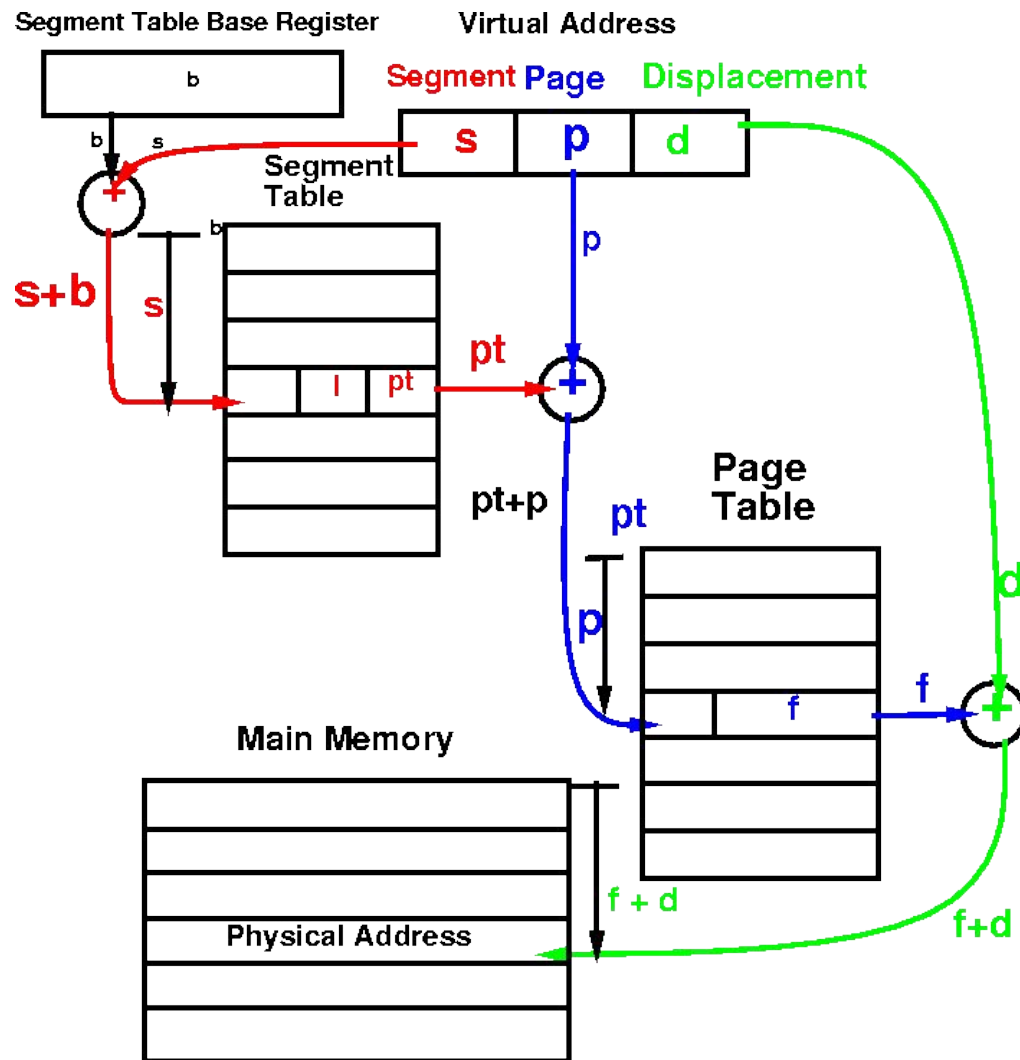 Segment Table Base Register
Virtual Address
b
Segment Page Displacement
s p d
b
s
+
Segment
Table
b
p
s+b
s
pt
l pt
+
Page
Table
pt+p
pt
d
p
f
f
+
Main Memory
f + d
f+d
Physical Address